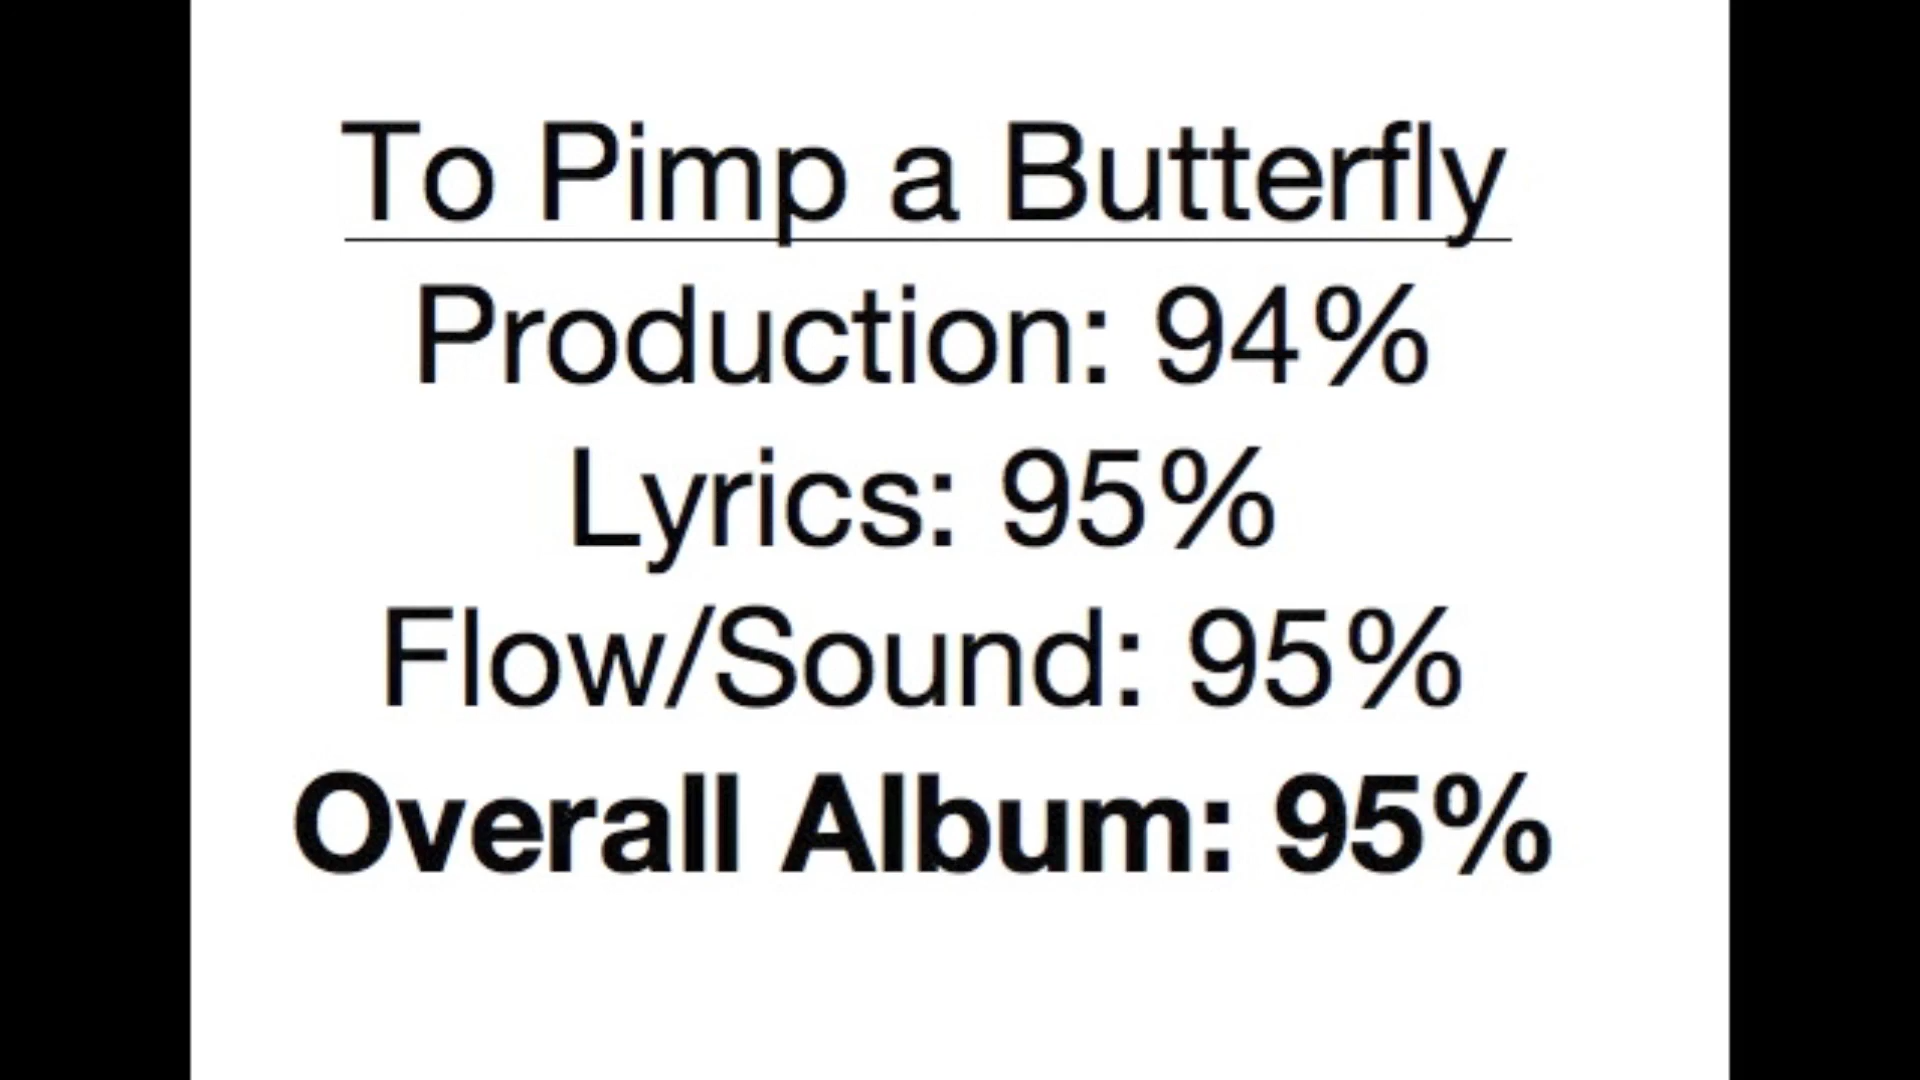 To Pimp a Butterfly
Production: 94%
Lyrics: 95%
Flow/Sound: 95%
Overall Album: 95%